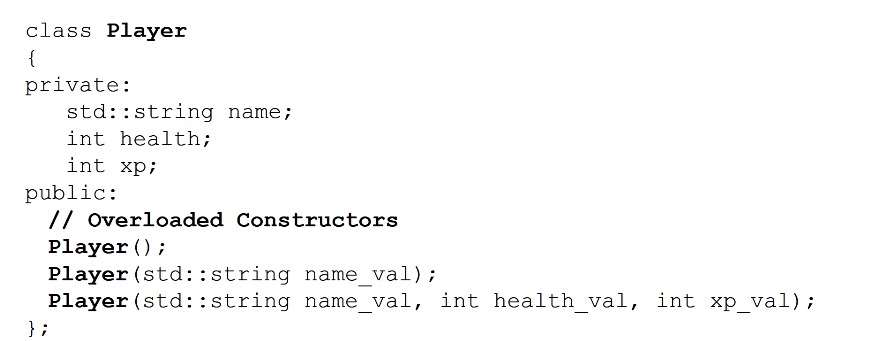 class Player
{
private:
   std::string name;
   int health;
   int xp;
public:
  // Overloaded Constructors
  Player();
  Player(std::string name_val);
  Player(std::string name_val, int health_val, int xp_val);
};